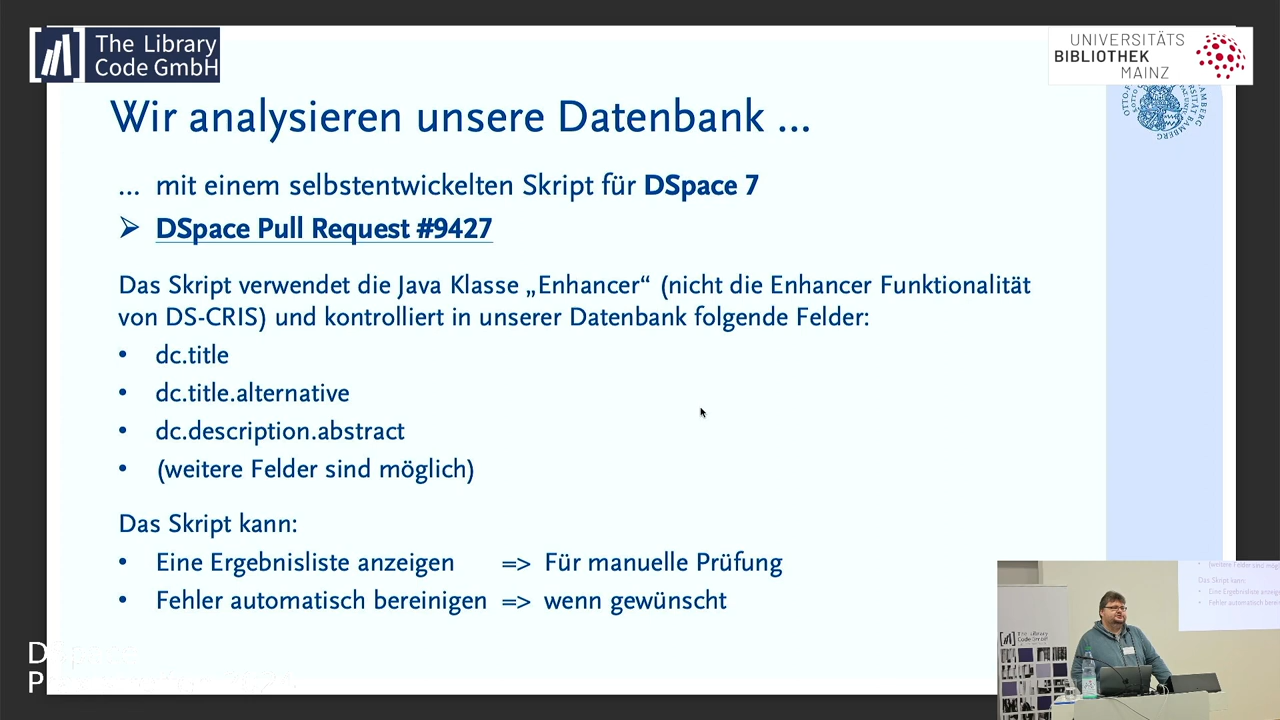 The Library
Code GmbH
UNIVERSITÄTS
BIBLIOTHEK
MAINZ
Wir analysieren unsere Datenbank ...
... mit einem selbstentwickelten Skript für DSpace 7
➢ DSpace Pull Request #9427
Das Skript verwendet die Java Klasse „Enhancer“ (nicht die Enhancer Funktionalität
von DS-CRIS) und kontrolliert in unserer Datenbank folgende Felder:
• dc.title
• dc.title.alternative
• dc.description.abstract
• (weitere Felder sind möglich)
Das Skript kann:
• Eine Ergebnisliste anzeigen => Für manuelle Prüfung
• Fehler automatisch bereinigen => wenn gewünscht